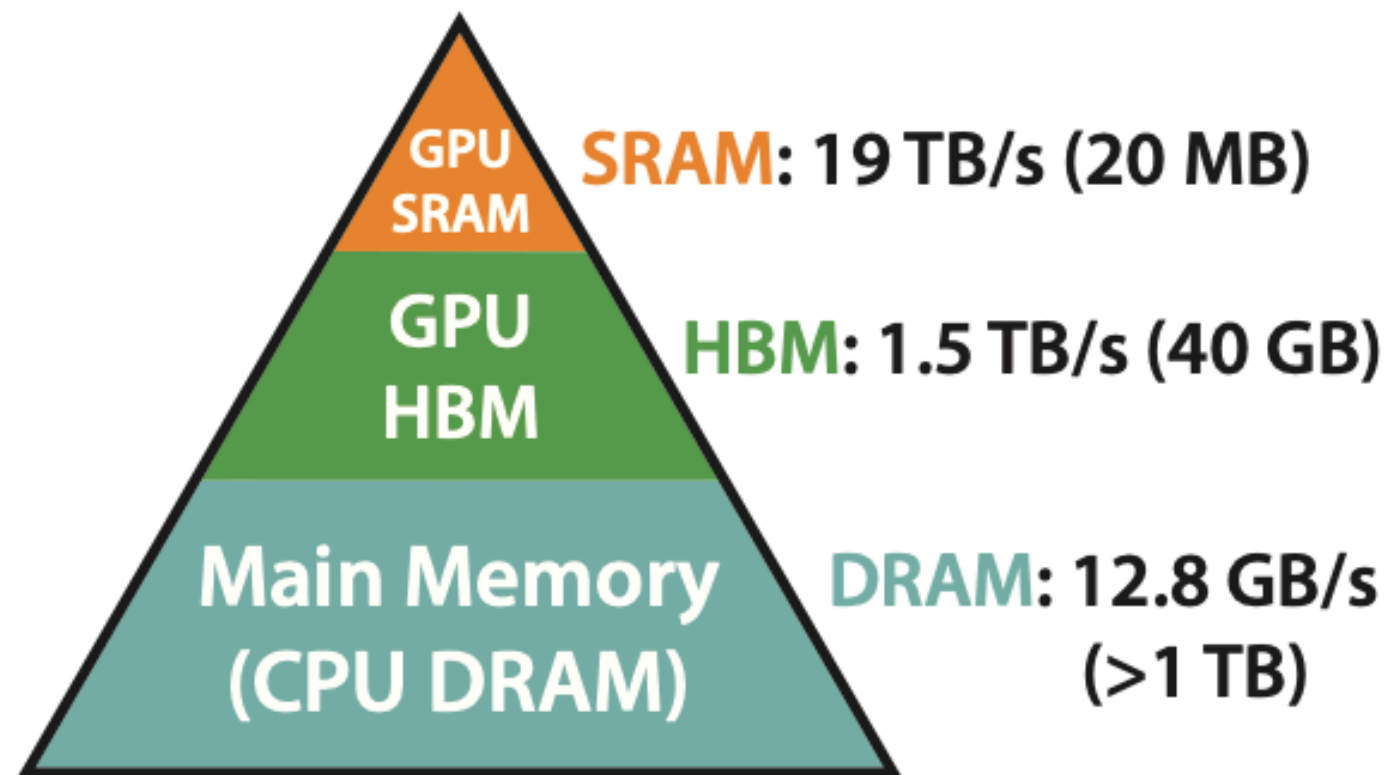 GPU
SRAM
SRAM: 19 TB/s (20 MB)
GPU
HBM
HBM: 1.5 TB/s (40 GB)
Main Memory
(CPU DRAM)
DRAM: 12.8 GB/s
(>1 TB)